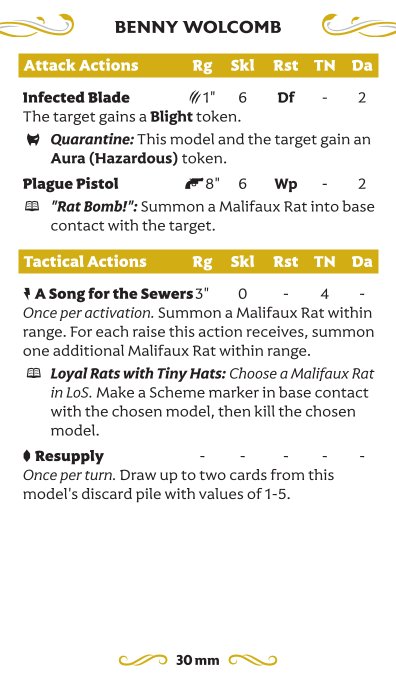 BENNY WOLCOMB
Attack Actions Rg Skl Rst TN Da
Infected Blade 1" 6 Df - 2
The target gains a Blight token.
Quarantine: This model and the target gain an
Aura (Hazardous) token.
Plague Pistol 8" 6 Wp - 2
"Rat Bomb!": Summon a Malifaux Rat into base
contact with the target.
Tactical Actions Rg Skl Rst TN Da
A Song for the Sewers 3" 0 - 4 -
Once per activation. Summon a Malifaux Rat within
range. For each raise this action receives, summon
one additional Malifaux Rat within range.
Loyal Rats with Tiny Hats: Choose a Malifaux Rat
in LoS. Make a Scheme marker in base contact
with the chosen model, then kill the chosen
model.
Resupply - - - - -
Once per turn. Draw up to two cards from this
model's discard pile with values of 1-5.
30 mm